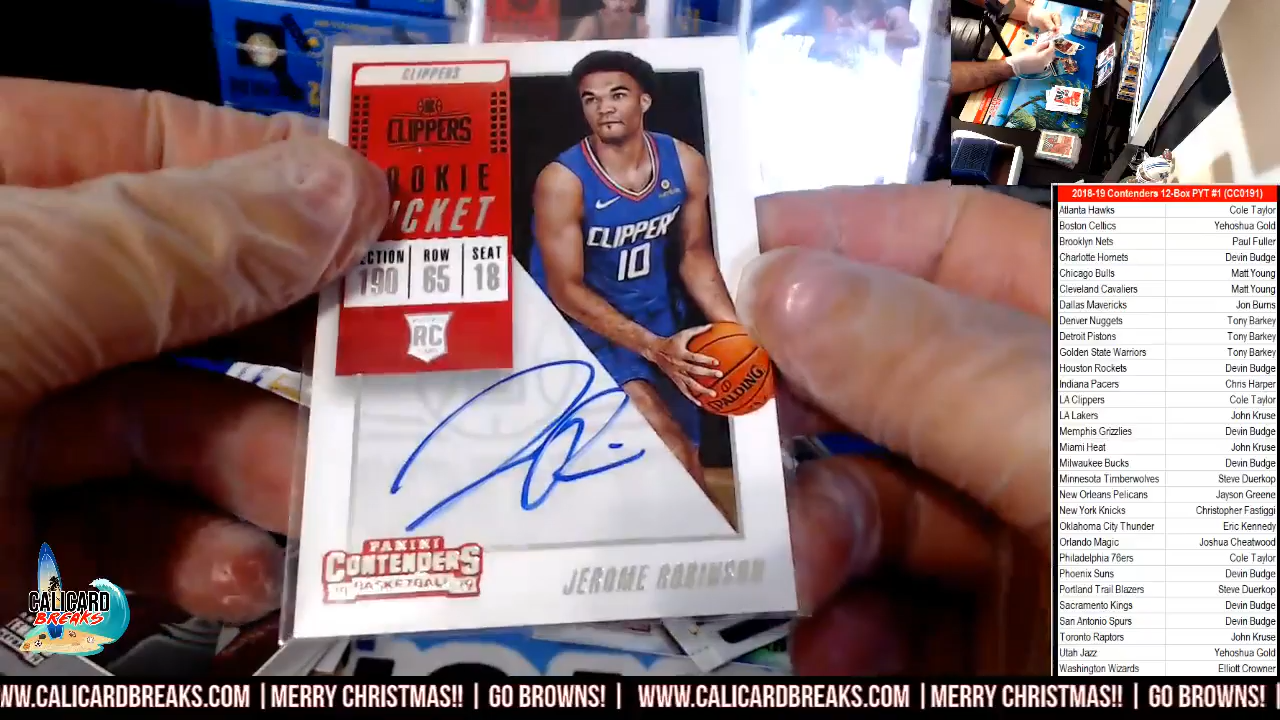 CLIPPERS
CLIPPERS
OOKIE
ICKET
CTION ROW SEAT
190 65 18
RC
CLIPPERS
10
SPALDING
PANINI
CONTENDERS
BASKETBALL
JEROME ROBINSON
2018-19 Contenders 12-Box PYT #1 (CC0191)
Atlanta Hawks Cole Taylor
Boston Celtics Yehoshua Gold
Brooklyn Nets Paul Fuller
Charlotte Hornets Devin Budge
Chicago Bulls Matt Young
Cleveland Cavaliers Matt Young
Dallas Mavericks Jon Burns
Denver Nuggets Tony Barkey
Detroit Pistons Tony Barkey
Golden State Warriors Tony Barkey
Houston Rockets Devin Budge
Indiana Pacers Chris Harper
LA Clippers Cole Taylor
LA Lakers John Kruse
Memphis Grizzlies Devin Budge
Miami Heat John Kruse
Milwaukee Bucks Devin Budge
Minnesota Timberwolves Steve Duerkop
New Orleans Pelicans Jayson Greene
New York Knicks Christopher Fastiggi
Oklahoma City Thunder Eric Kennedy
Orlando Magic Joshua Cheatwood
Philadelphia 76ers Cole Taylor
Phoenix Suns Devin Budge
Portland Trail Blazers Steve Duerkop
Sacramento Kings Devin Budge
San Antonio Spurs Devin Budge
Toronto Raptors John Kruse
Utah Jazz Yehoshua Gold
Washington Wizards Elliott Crowner
CALICARD
BREAKS
WW.CALICARDBREAKS.COM | MERRY CHRISTMAS!! | GO BROWNS! | WWW.CALICARDBREAKS.COM | MERRY CHRISTMAS!! | GO BROWNS!